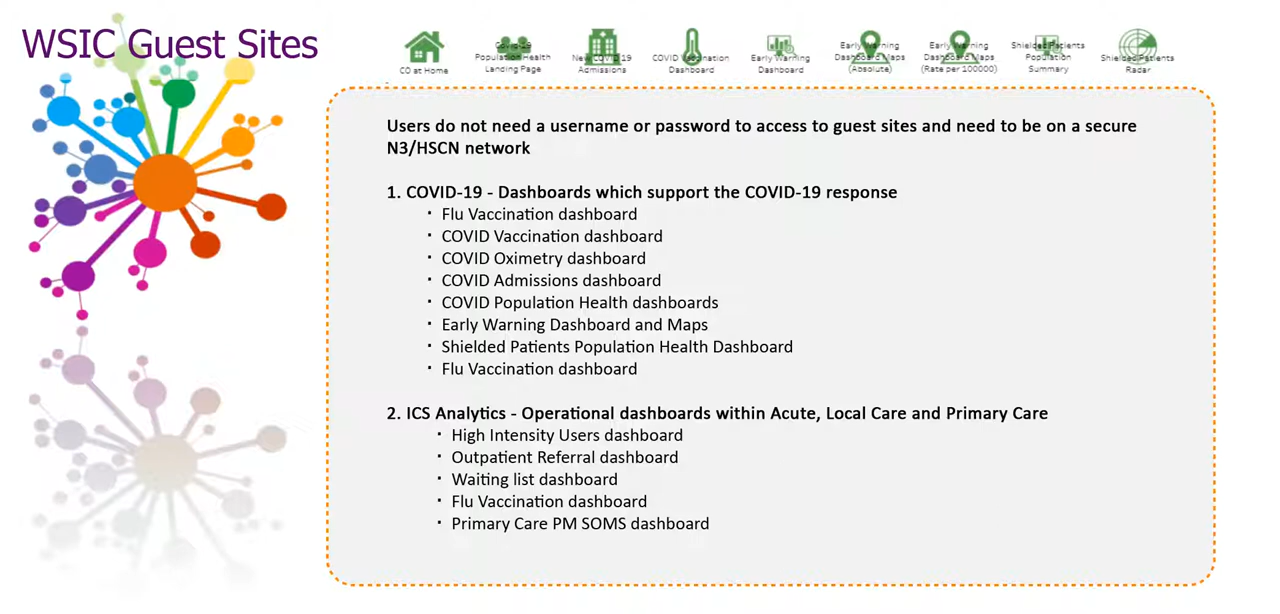 WSIC Guest Sites
CO at Home
Covid-19
Population Health
Landing Page
New COVID 19
Admissions
COVID Vaccination
Dashboard
Early Warning
Dashboard
Early Warning
Dashboard Maps
(Absolute)
Early Warning
Dashboard Maps
(Rate per 100000)
Shielded Patients
Population
Summary
Shielded Patients
Radar
Users do not need a username or password to access to guest sites and need to be on a secure
N3/HSCN network
1. COVID-19 - Dashboards which support the COVID-19 response
· Flu Vaccination dashboard
· COVID Vaccination dashboard
· COVID Oximetry dashboard
· COVID Admissions dashboard
· COVID Population Health dashboards
· Early Warning Dashboard and Maps
· Shielded Patients Population Health Dashboard
· Flu Vaccination dashboard
2. ICS Analytics - Operational dashboards within Acute, Local Care and Primary Care
· High Intensity Users dashboard
· Outpatient Referral dashboard
· Waiting list dashboard
· Flu Vaccination dashboard
· Primary Care PM SOMS dashboard